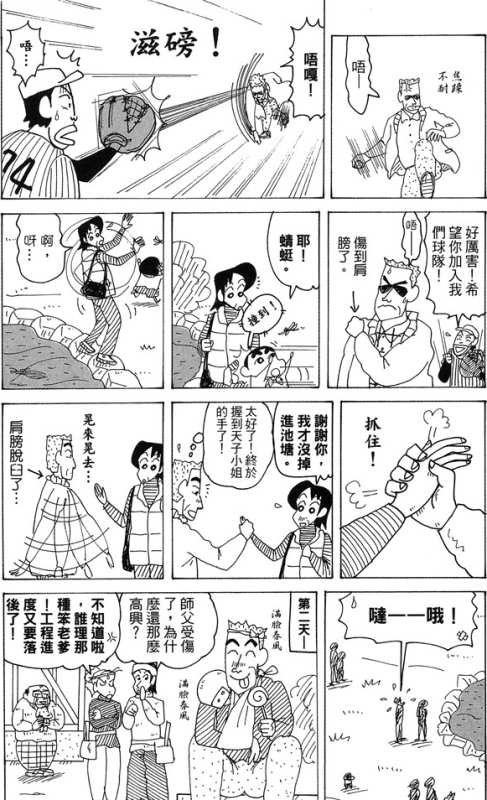 焦躁
不耐
唔—
唔嘎！
滋磅！
唔…
74
好厲害！希
望你加入我
們球隊！
唔—
傷到肩
膀了。
耶！
蜻蜓。
撞到！
啊，
呀…
抓住！
謝謝你，
我才沒掉
進池塘。
太好了！終於
握到天子小姐
的手了！
晃來晃去…
肩膀脫臼了…
噠——哦！
第二天—
滿臉春風
師父受傷
了，為什
麼還那麼
高興？
滿臉春風
不知道啦
，誰理那
種笨老爹
！工程進
度又要落
後了！